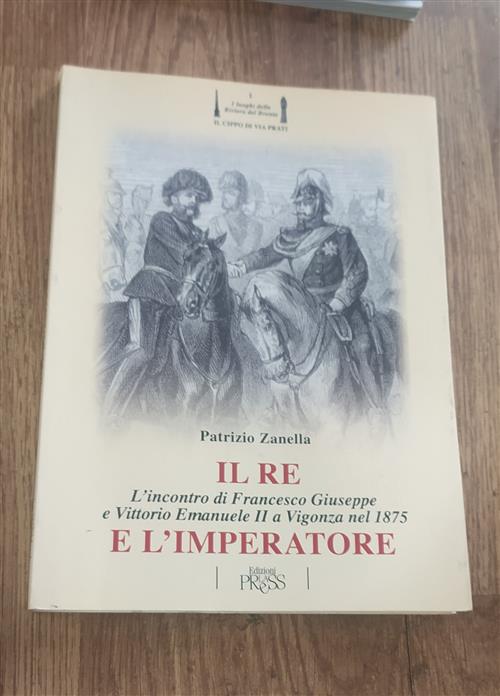 1
I luoghi della
Riviera del Brenta
IL CIPPO DI VIA PRATI
Patrizio Zanella
IL RE
L'incontro di Francesco Giuseppe
e Vittorio Emanuele II a Vigonza nel 1875
E L'IMPERATORE
Edizioni
PRESS